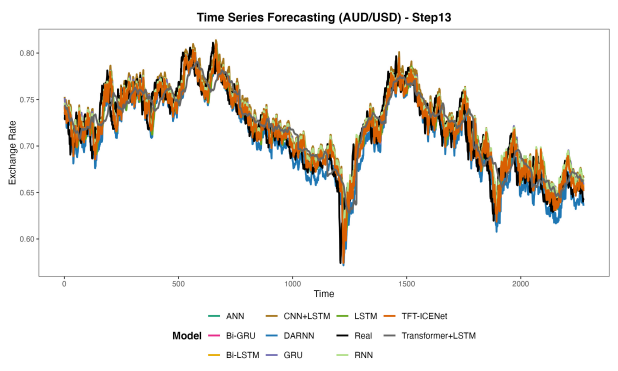 Time Series Forecasting (AUD/USD) - Step13
Exchange Rate
0.80
0.75
0.70
0.65
0.60
0 500 1000 1500 2000
Time
Model
ANN CNN+LSTM LSTM TFT-ICENet
Bi-GRU DARNN Real Transformer+LSTM
Bi-LSTM GRU RNN